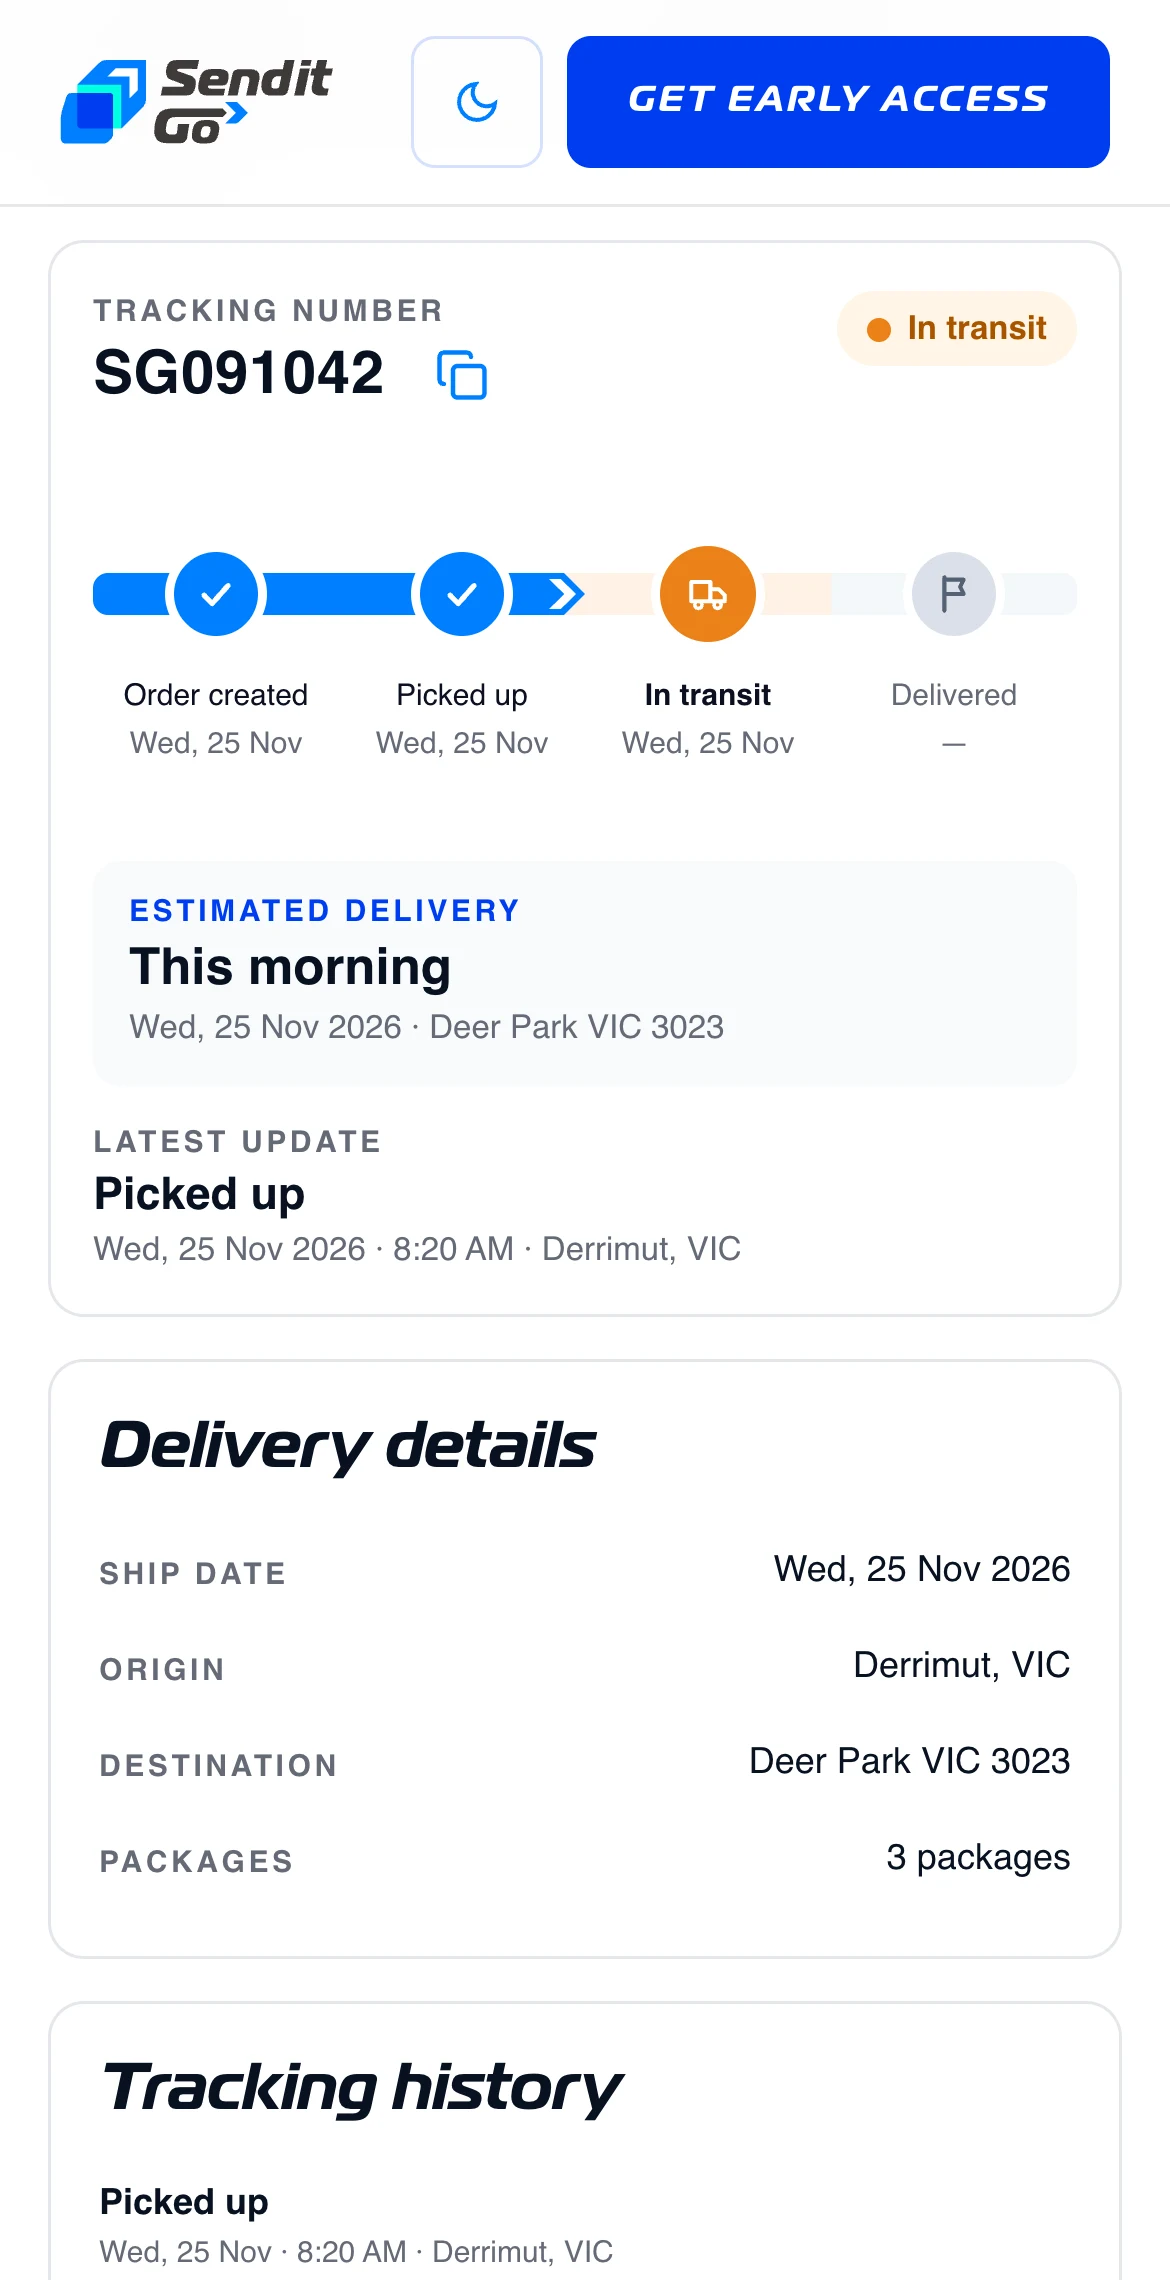 Sendit
Go
GET EARLY ACCESS
TRACKING NUMBER
SG091042
In transit
Order created
Wed, 25 Nov
Picked up
Wed, 25 Nov
In transit
Wed, 25 Nov
Delivered
—
ESTIMATED DELIVERY
This morning
Wed, 25 Nov 2026 · Deer Park VIC 3023
LATEST UPDATE
Picked up
Wed, 25 Nov 2026 · 8:20 AM · Derrimut, VIC
Delivery details
SHIP DATE
Wed, 25 Nov 2026
ORIGIN
Derrimut, VIC
DESTINATION
Deer Park VIC 3023
PACKAGES
3 packages
Tracking history
Picked up
Wed, 25 Nov · 8:20 AM · Derrimut, VIC